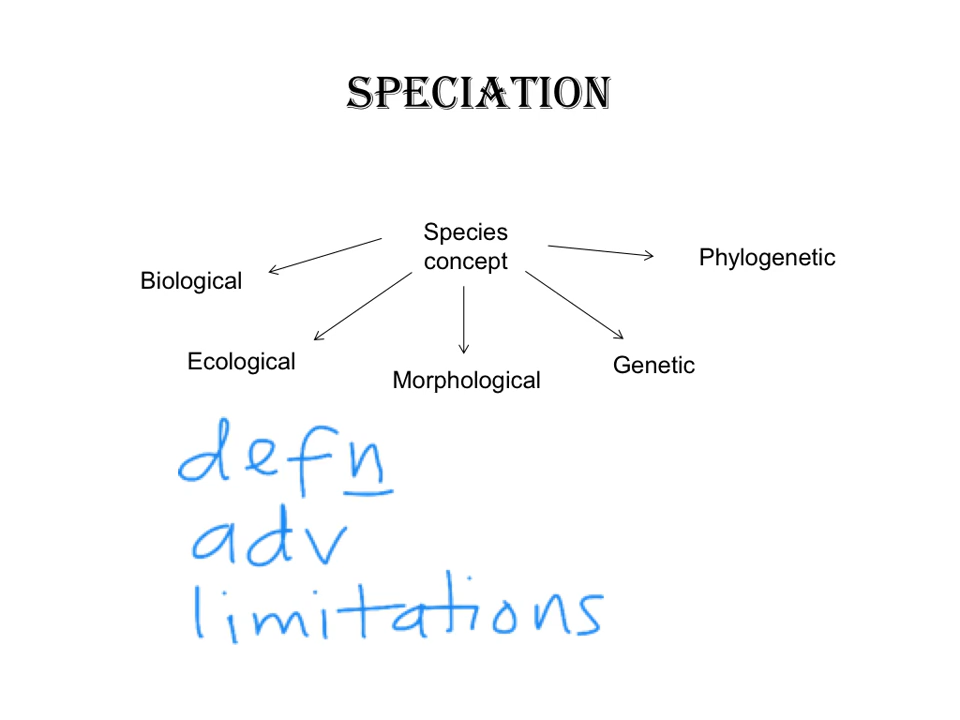 SPECIATION
Species
concept
Biological
Phylogenetic
Ecological
Morphological
Genetic
defn
adv
limitations